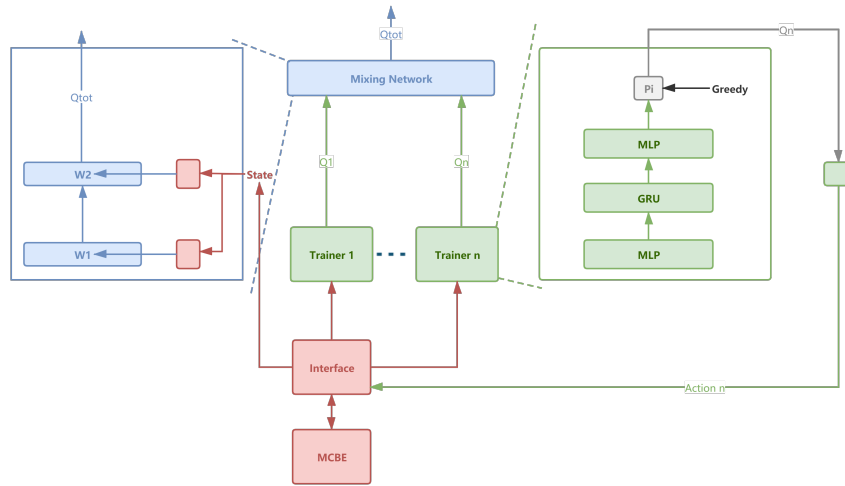 Qtot
Qn
Mixing Network
Pi
Greedy
Qtot
MLP
Q1
Qn
W2
State
GRU
W1
Trainer 1
Trainer n
MLP
Interface
Action n
MCBE